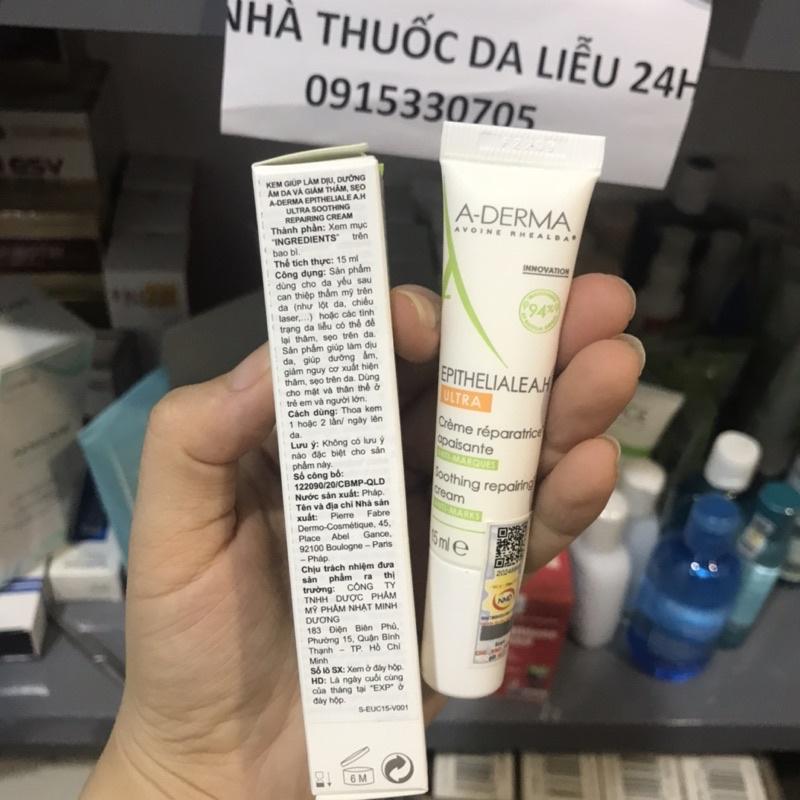 NHÀ THUỐC DA LIỄU 24H
0915330705
KEM GIÚP LÀM DỊU, DƯỠNG
ẨM DA VÀ GIẢM THÂM, SẸO
A-DERMA EPITHELIALE A.H
ULTRA SOOTHING
REPAIRING CREAM
Thành phần: Xem mục
"INGREDIENTS" trên
bao bì.
Thể tích thực: 15 ml
Công dụng: Sản phẩm
dùng cho da yếu sau
can thiệp thẩm mỹ trên
da (như lột da, chiếu
laser,...) hoặc các tình
trạng da liễu có thể để
lại thâm, sẹo trên da.
Sản phẩm giúp làm dịu
da, giúp dưỡng ẩm,
giảm nguy cơ xuất hiện
thâm, sẹo trên da. Dùng
cho mặt và thân thể ở
trẻ em và người lớn.
Cách dùng: Thoa kem
1 hoặc 2 lần/ ngày lên
da.
Lưu ý: Không có lưu ý
nào đặc biệt cho sản
phẩm này.
Số công bố:
122090/20/CBMP-QLD
Nước sản xuất: Pháp.
Tên và địa chỉ Nhà sản
xuất: Pierre Fabre
Dermo-Cosmétique, 45,
Place Abel Gance,
92100 Boulogne – Paris
– Pháp.
Chịu trách nhiệm đưa
sản phẩm ra thị
trường: CÔNG TY
TNHH DƯỢC PHẨM
MỸ PHẨM NHẬT MINH
DƯƠNG
183 Điện Biên Phủ,
Phường 15, Quận Bình
Thạnh – TP. Hồ Chí
Minh
Số lô SX: Xem ở đáy hộp.
HD: Là ngày cuối cùng
của tháng tại "EXP" ở
đáy hộp.
S-EUC15-V001
6 M
A-DERMA
AVOINE RHEALBA®
INNOVATION
94%
EPITHELIALE A.H
ULTRA
Crème réparatrice
apaisante
ANTI-MARQUES
Soothing repairing
cream
ANTI-MARKS
15 ml e
NMD